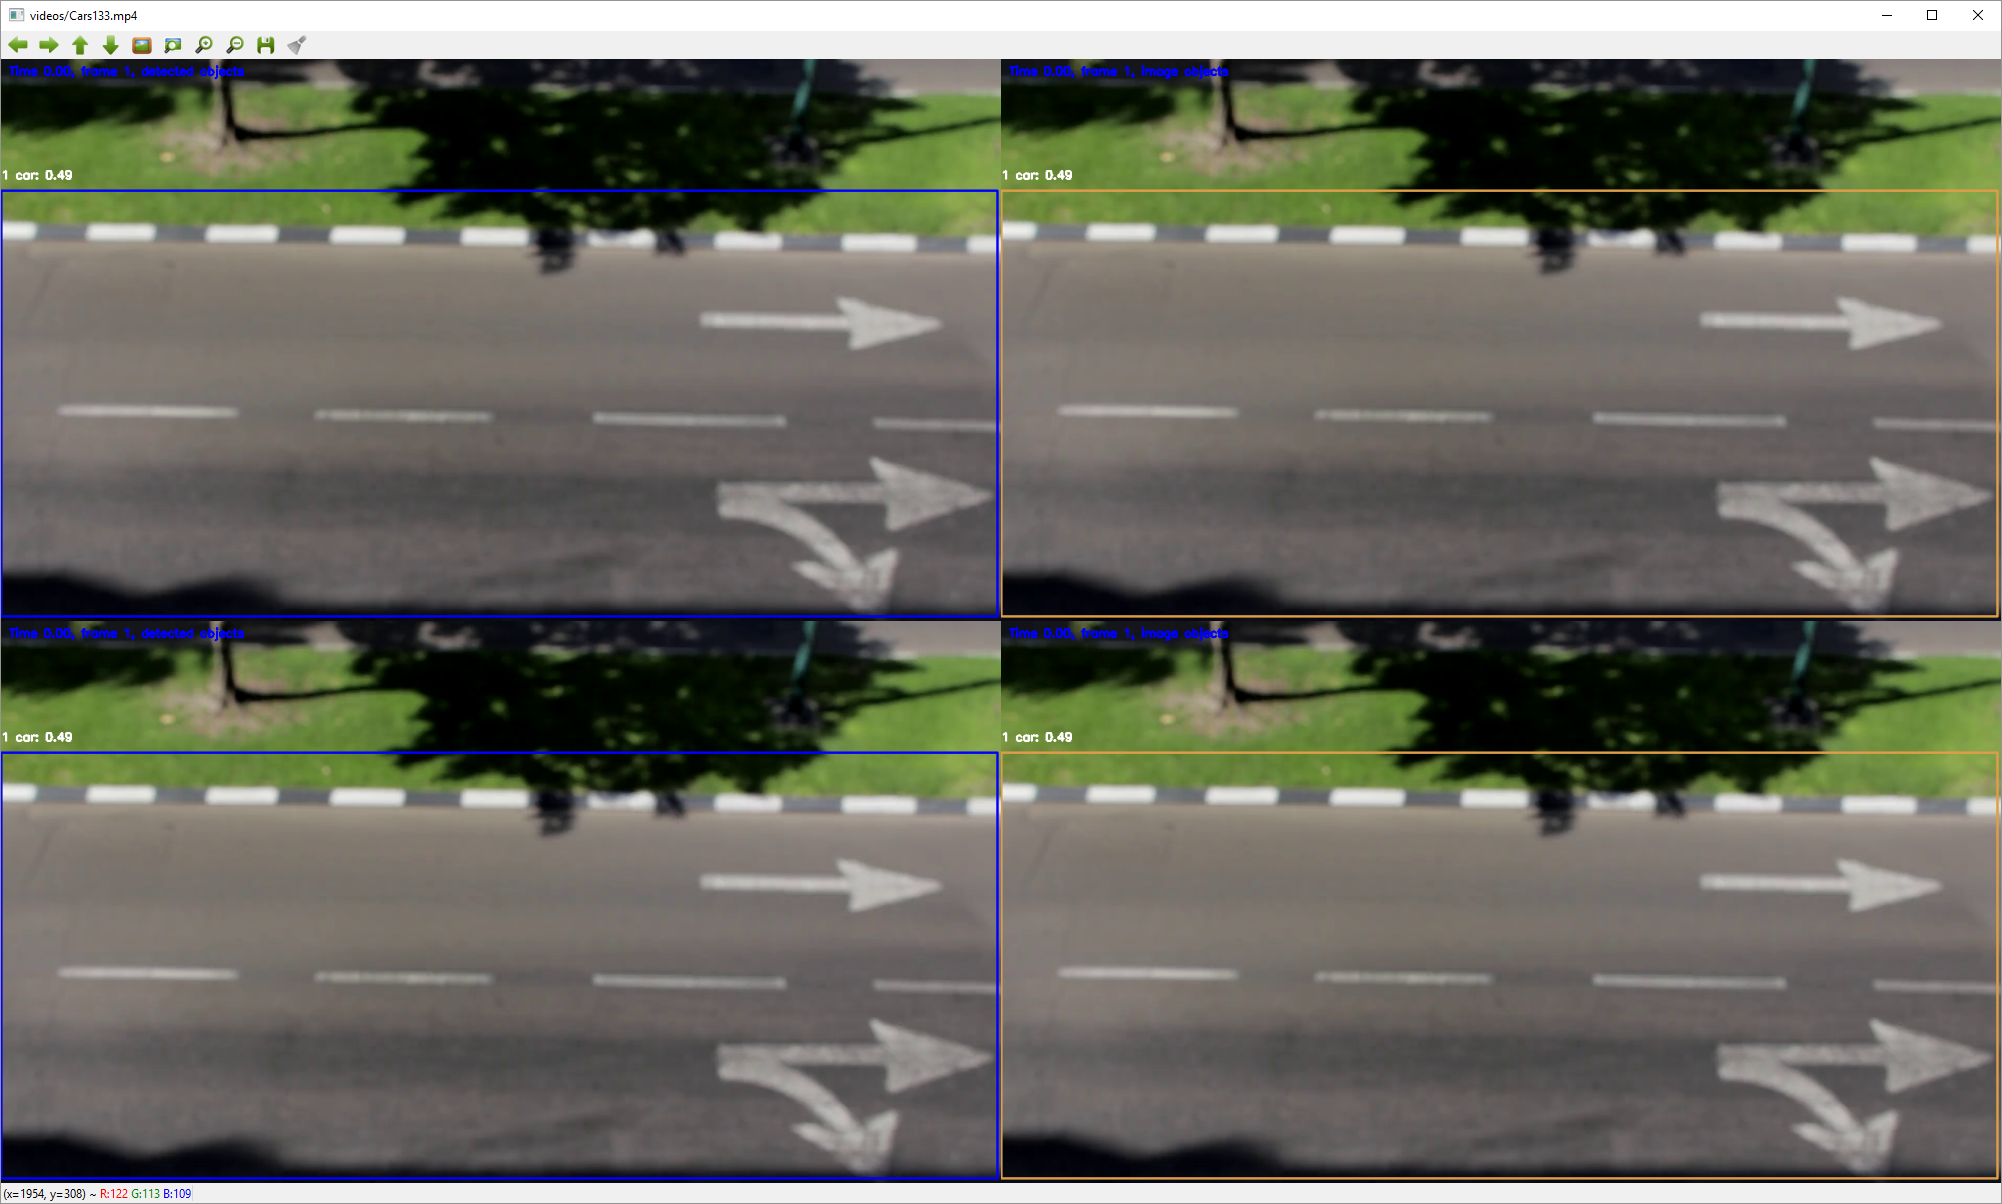 videos/Cars133.mp4
Time 0.00, frame 1, detected objects
Time 0.00, frame 1, image objects
1 car: 0.49
1 car: 0.49
Time 0.00, frame 1, detected objects
Time 0.00, frame 1, image objects
1 car: 0.49
1 car: 0.49
(x=1954, y=308) ~ R:122 G:113 B:109